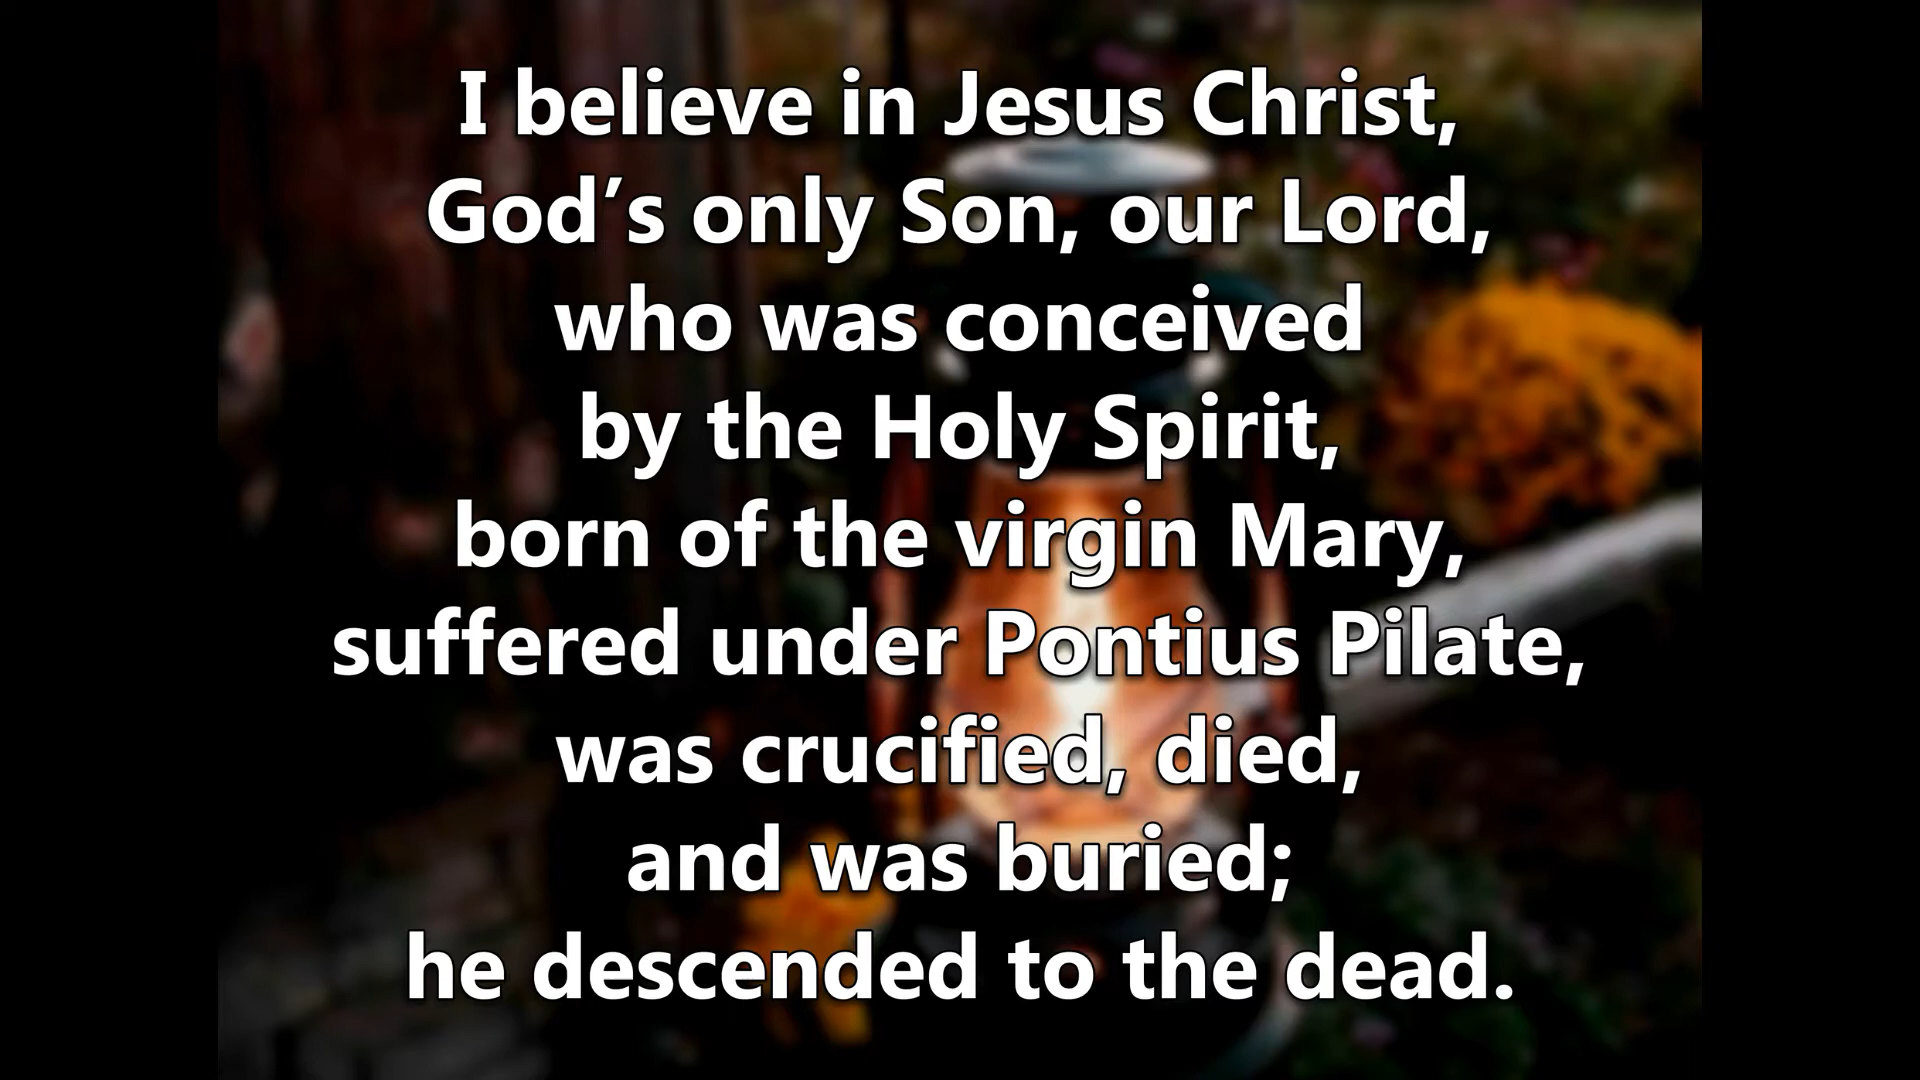 I believe in Jesus Christ,
God’s only Son, our Lord,
who was conceived
by the Holy Spirit,
born of the virgin Mary,
suffered under Pontius Pilate,
was crucified, died,
and was buried;
he descended to the dead.